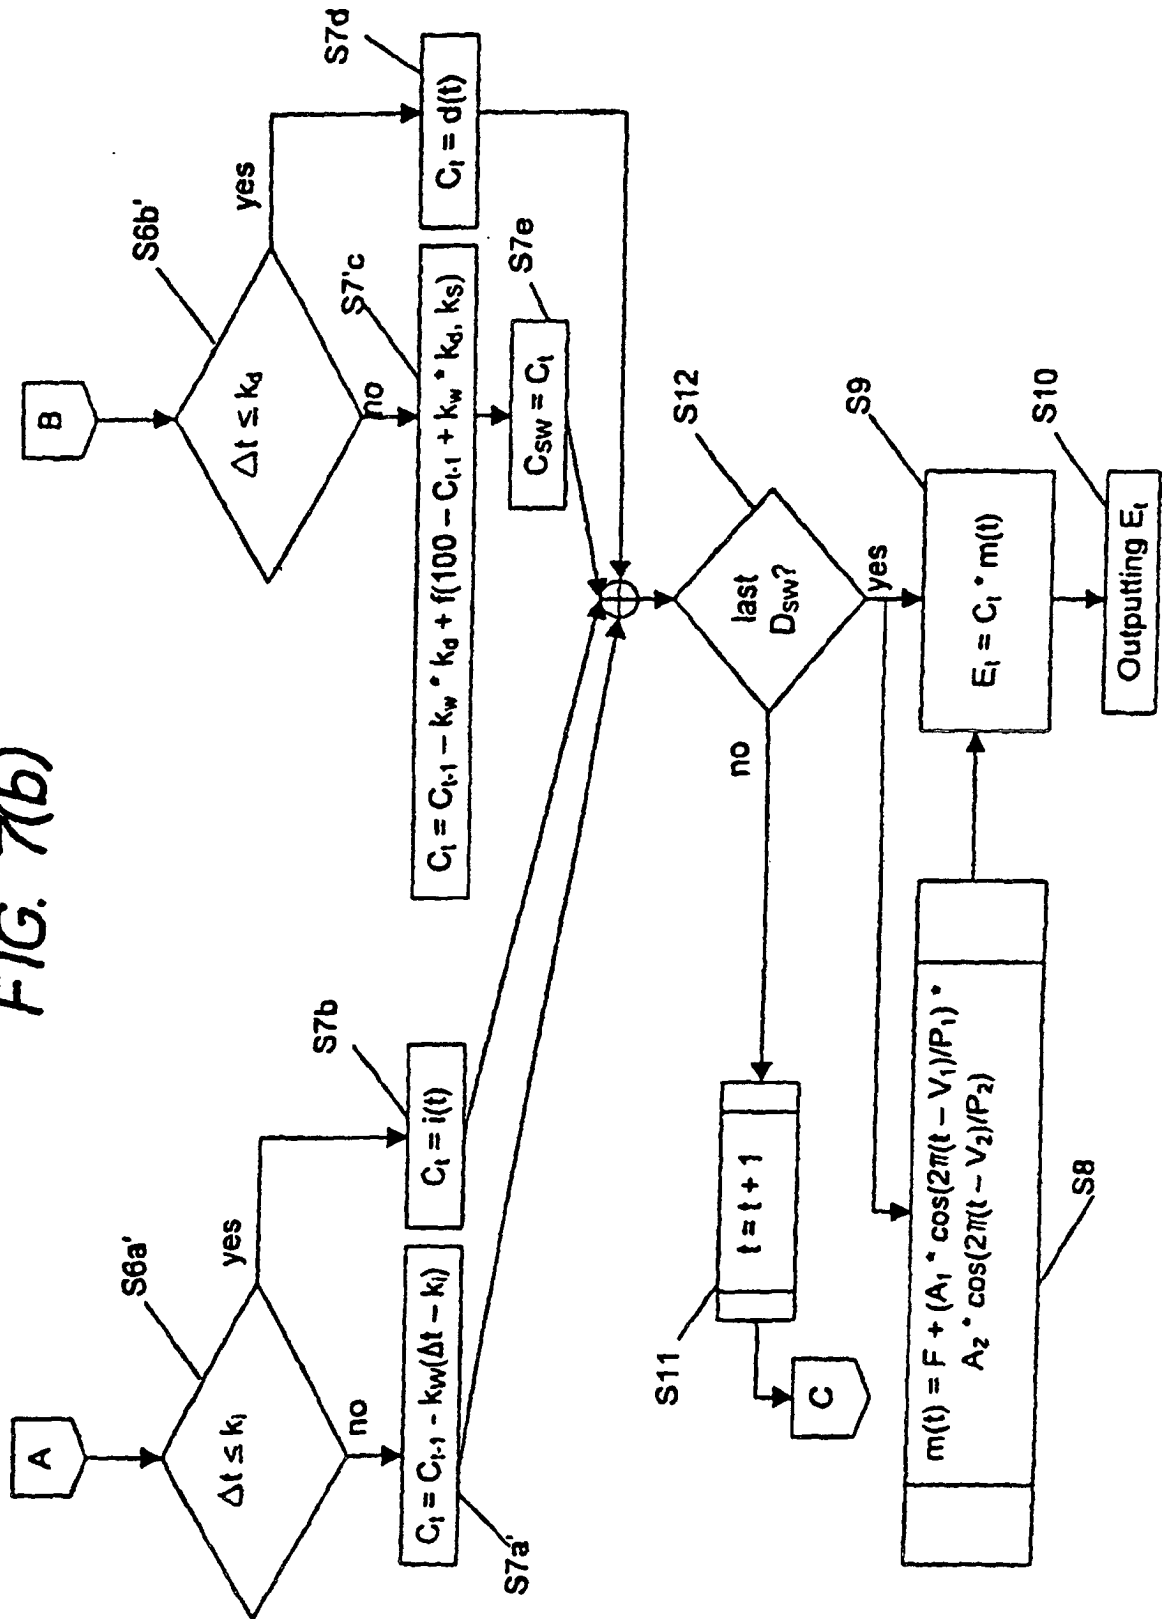 FIG. 7(b)
A
S6a'
Δt ≤ kᵢ
yes
no
S7b
Cₜ = Cₜ₋₁ - k_W(Δt – kᵢ)
Cₜ = i(t)
S7a'
B
S6b'
Δt ≤ k_d
yes
no
S7'c
S7d
Cₜ = Cₜ₋₁ - k_w * k_d + f(100 - Cₜ₋₁ + k_w * k_d, k_S)
Cₜ = d(t)
S7e
C_SW = Cₜ
S12
last
D_SW?
no
yes
S11
t = t + 1
C
S9
Eₜ = Cₜ * m(t)
S10
Outputting Eₜ
m(t) = F + (A₁ * cos(2π(t – V₁)/P₁) *
A₂ * cos(2π(t – V₂)/P₂)
S8